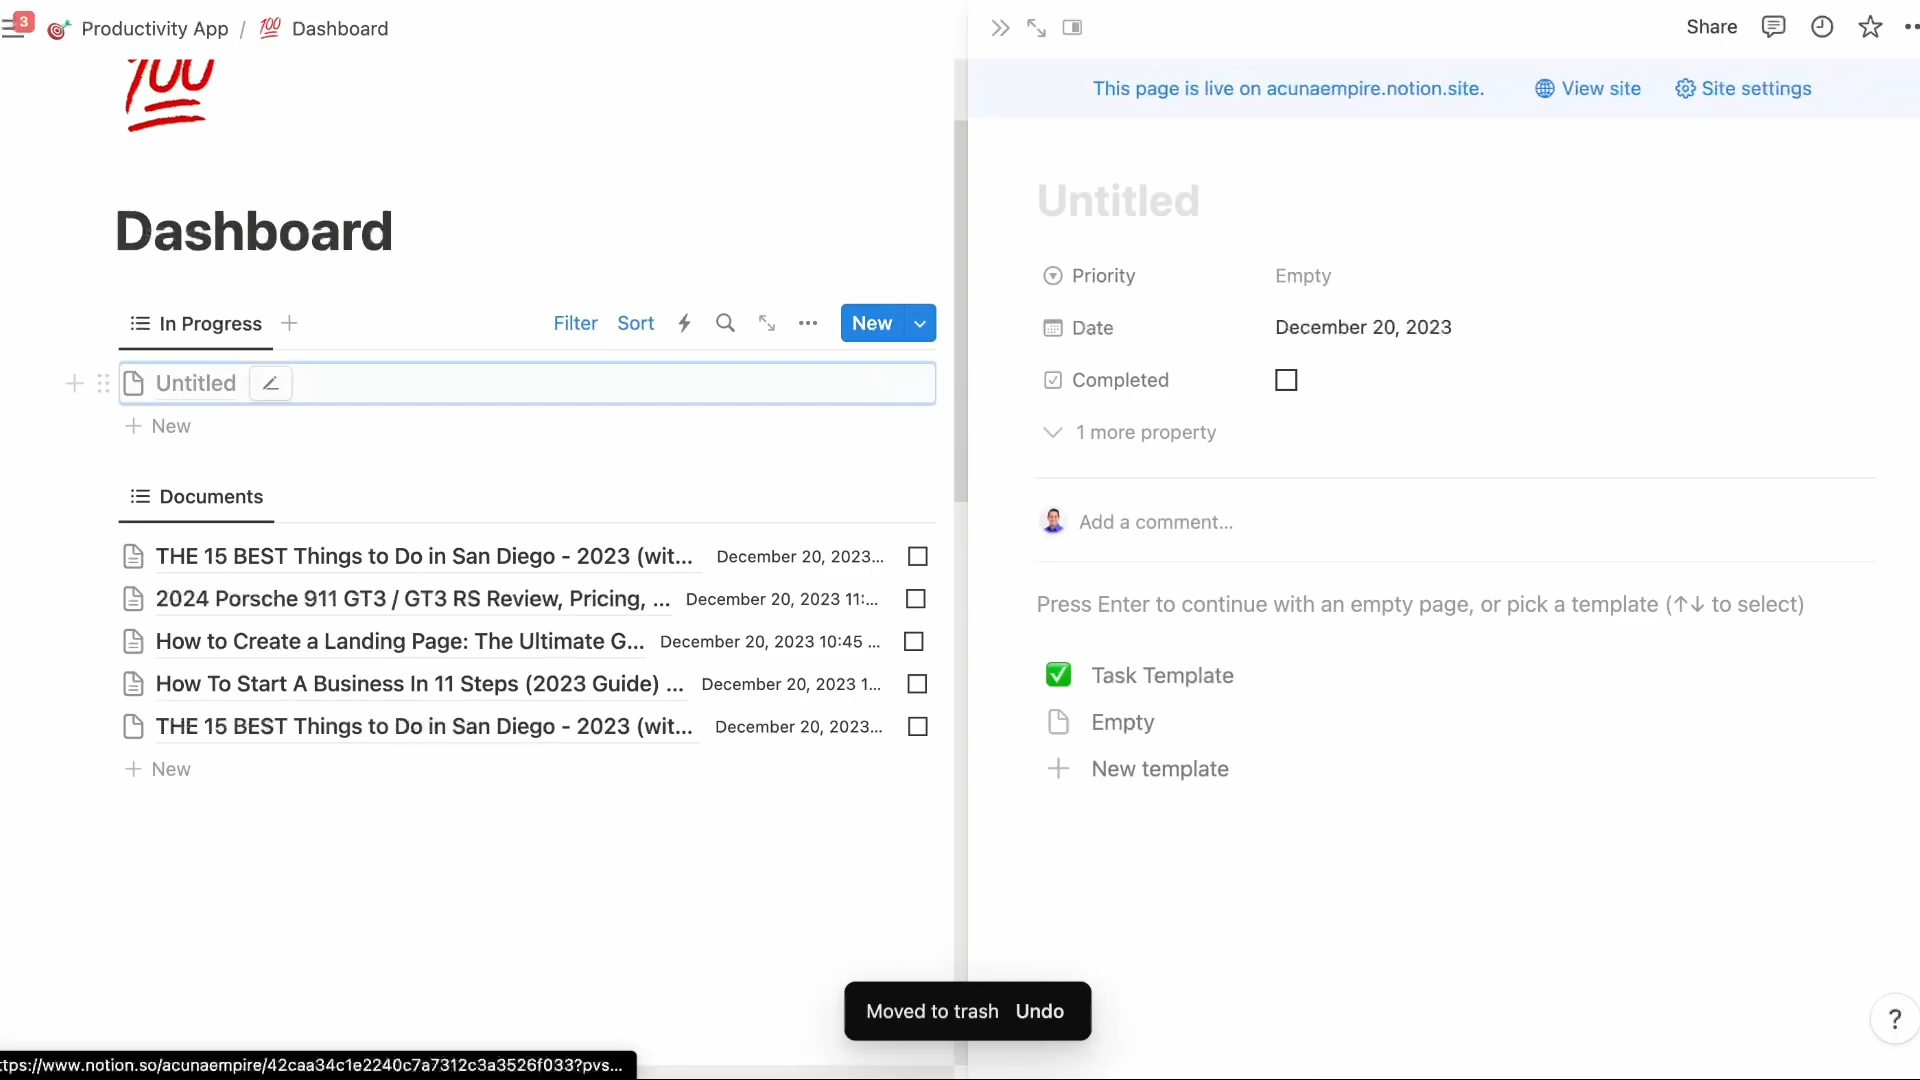 3
Productivity App / 💯 Dashboard
Share
This page is live on acunaempire.notion.site.
View site
Site settings
100
Dashboard
In Progress
Filter
Sort
New
Untitled
New
Documents
THE 15 BEST Things to Do in San Diego - 2023 (wit... December 20, 2023...
2024 Porsche 911 GT3 / GT3 RS Review, Pricing, ... December 20, 2023 11:...
How to Create a Landing Page: The Ultimate G... December 20, 2023 10:45 ...
How To Start A Business In 11 Steps (2023 Guide) ... December 20, 2023 1...
THE 15 BEST Things to Do in San Diego - 2023 (wit... December 20, 2023...
New
Untitled
Priority Empty
Date December 20, 2023
Completed
1 more property
Add a comment...
Press Enter to continue with an empty page, or pick a template (↑↓ to select)
Task Template
Empty
New template
Moved to trash Undo
?
ttps://www.notion.so/acunaempire/42caa34c1e2240c7a7312c3a3526f033?pvs...